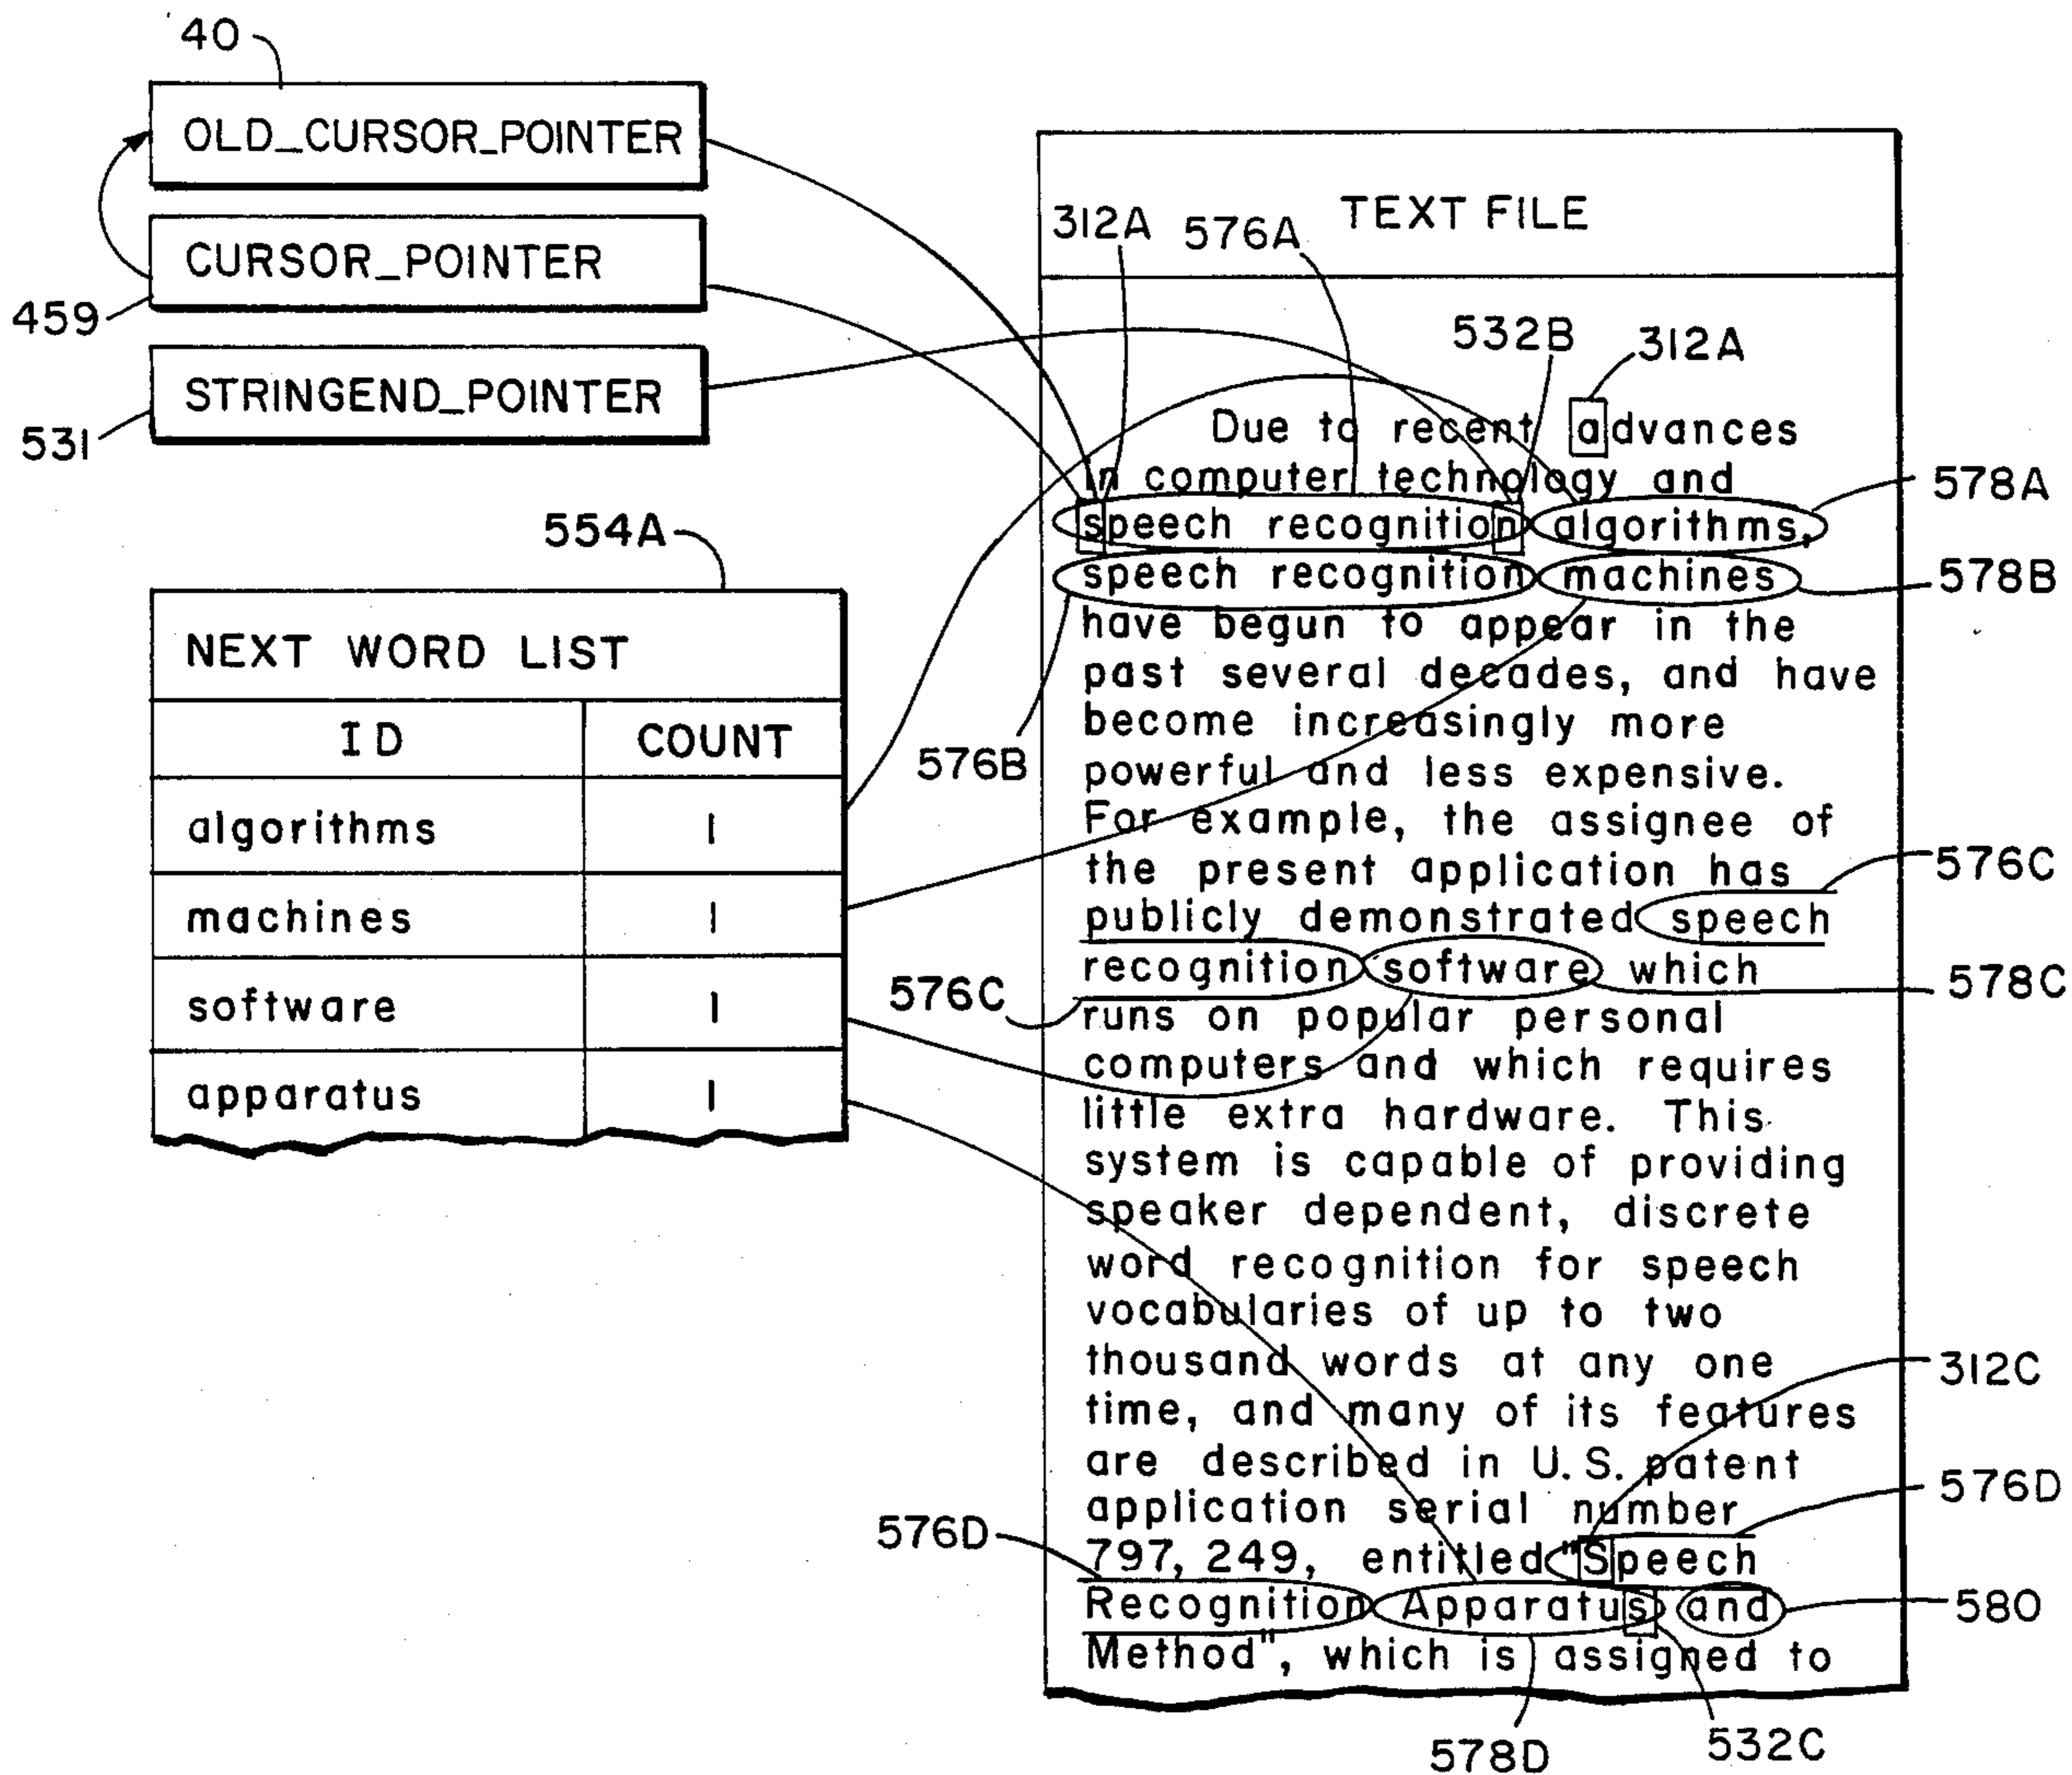 40
OLD_CURSOR_POINTER
CURSOR_POINTER
459
STRINGEND_POINTER
531
554A
NEXT WORD LIST
ID COUNT
algorithms 1
machines 1
software 1
apparatus 1
TEXT FILE
312A
576A
532B
312A
Due to recent advances
in computer technology and
speech recognition algorithms,
speech recognition machines
have begun to appear in the
past several decades, and have
become increasingly more
powerful and less expensive.
For example, the assignee of
the present application has
publicly demonstrated speech
recognition software which
runs on popular personal
computers and which requires
little extra hardware. This
system is capable of providing
speaker dependent, discrete
word recognition for speech
vocabularies of up to two
thousand words at any one
time, and many of its features
are described in U.S. patent
application serial number
797, 249, entitled "Speech
Recognition Apparatus and
Method", which is assigned to
578A
578B
576B
576C
576C
578C
312C
576D
576D
580
578D
532C